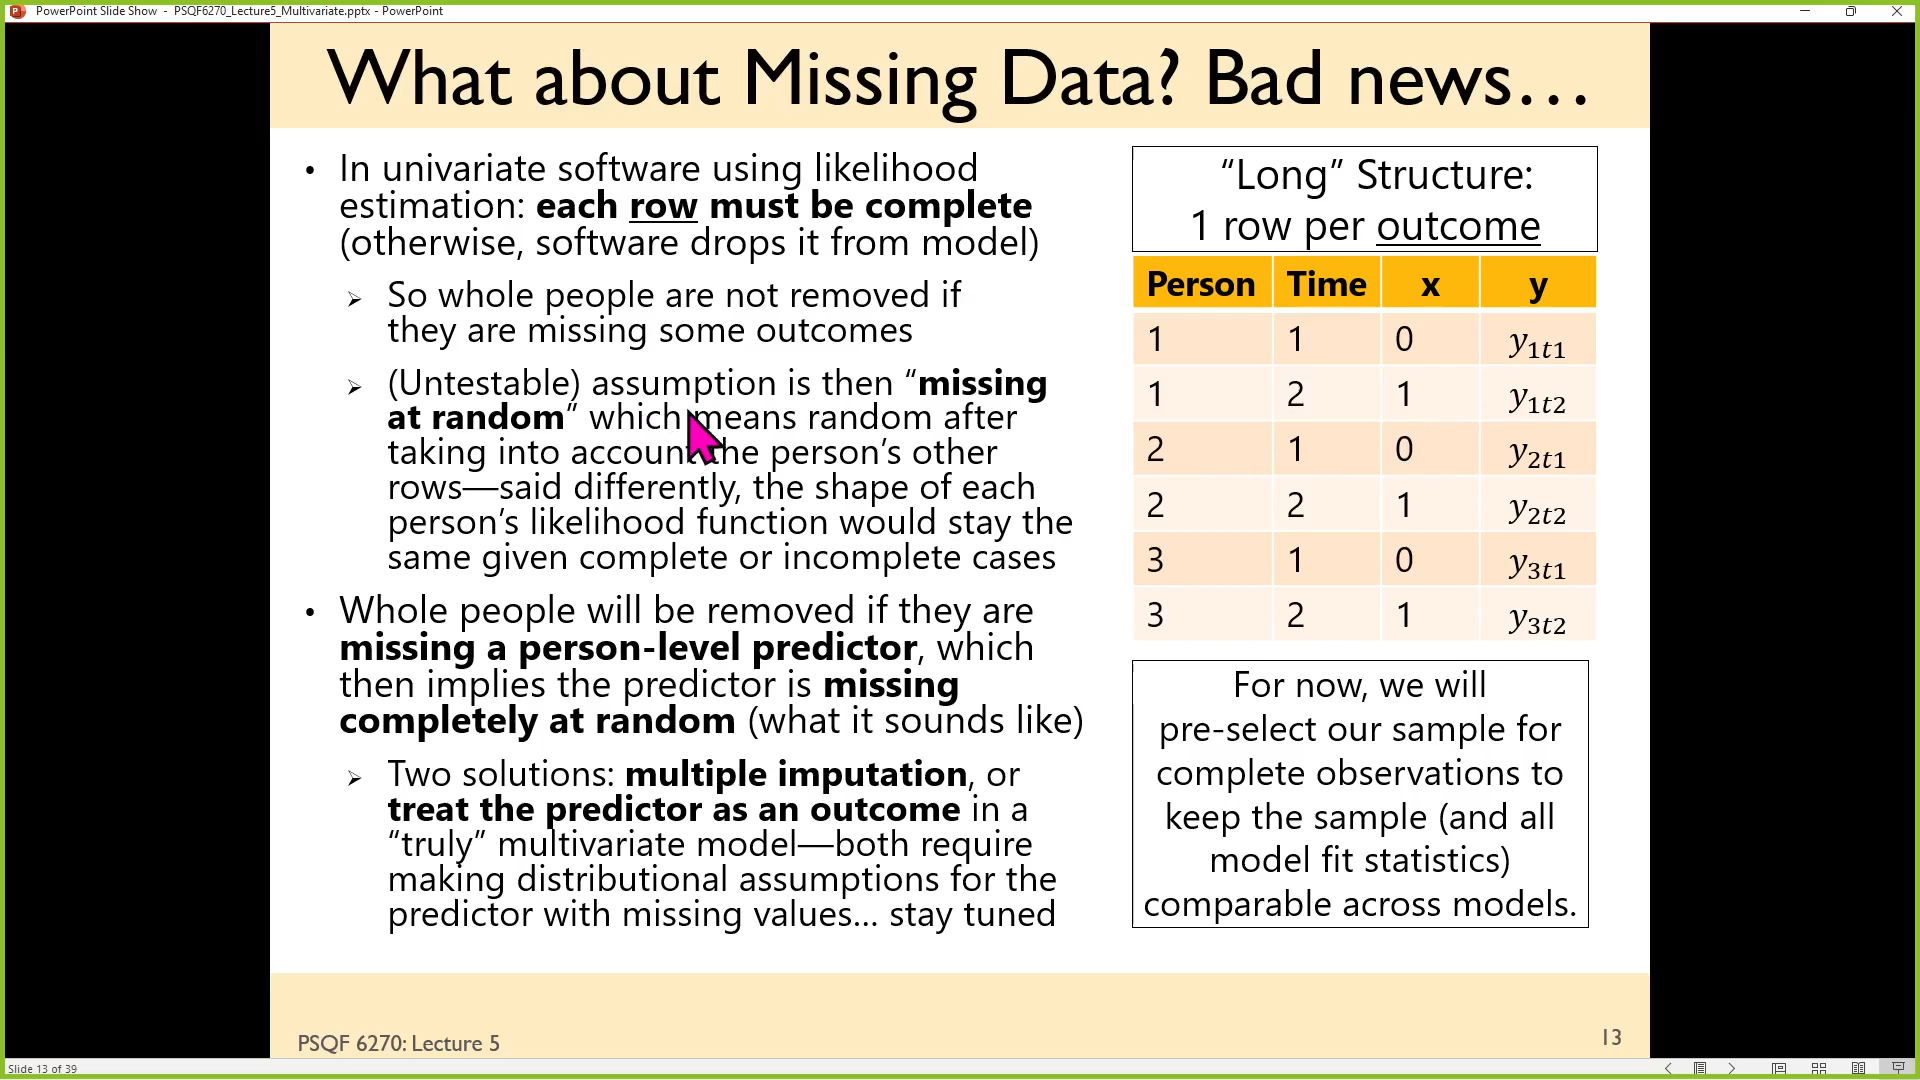 PowerPoint Slide Show - PSQF6270_Lecture5_Multivariate.pptx - PowerPoint
What about Missing Data? Bad news…
• In univariate software using likelihood
estimation: each row must be complete
(otherwise, software drops it from model)
➢ So whole people are not removed if
they are missing some outcomes
➢ (Untestable) assumption is then “missing
at random” which means random after
taking into account the person’s other
rows—said differently, the shape of each
person’s likelihood function would stay the
same given complete or incomplete cases
• Whole people will be removed if they are
missing a person-level predictor, which
then implies the predictor is missing
completely at random (what it sounds like)
➢ Two solutions: multiple imputation, or
treat the predictor as an outcome in a
“truly” multivariate model—both require
making distributional assumptions for the
predictor with missing values… stay tuned
“Long” Structure:
1 row per outcome
Person Time x y
1 1 0 y1t1
1 2 1 y1t2
2 1 0 y2t1
2 2 1 y2t2
3 1 0 y3t1
3 2 1 y3t2
For now, we will
pre-select our sample for
complete observations to
keep the sample (and all
model fit statistics)
comparable across models.
PSQF 6270: Lecture 5
13
Slide 13 of 39